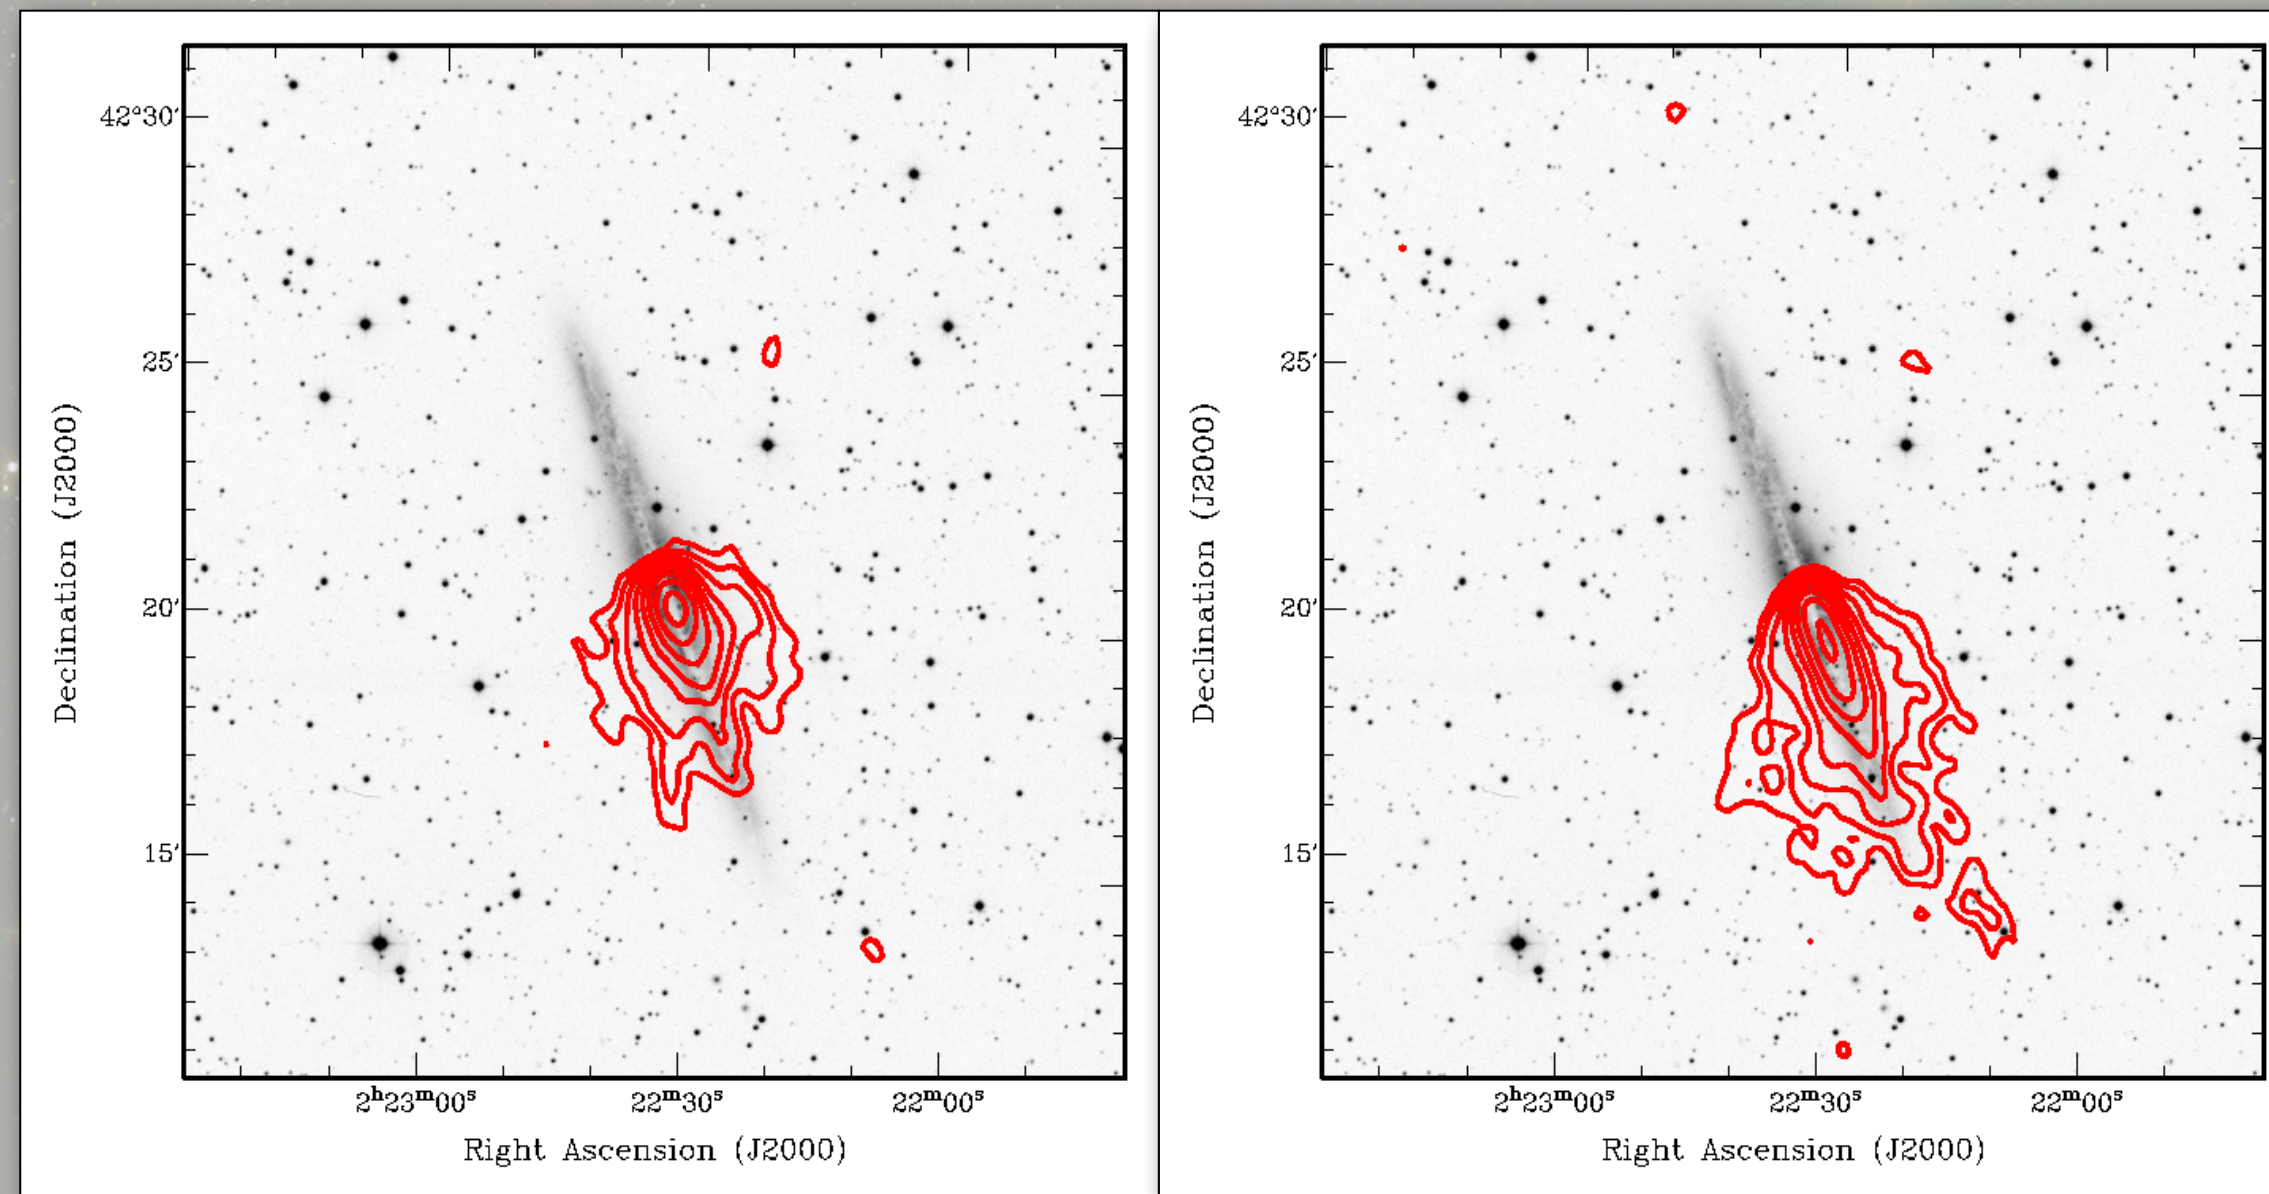 42°30′
25′
20′
15′
Declination (J2000)
2ʰ23ᵐ00ˢ 22ᵐ30ˢ 22ᵐ00ˢ
Right Ascension (J2000)
42°30′
25′
20′
15′
Declination (J2000)
2ʰ23ᵐ00ˢ 22ᵐ30ˢ 22ᵐ00ˢ
Right Ascension (J2000)